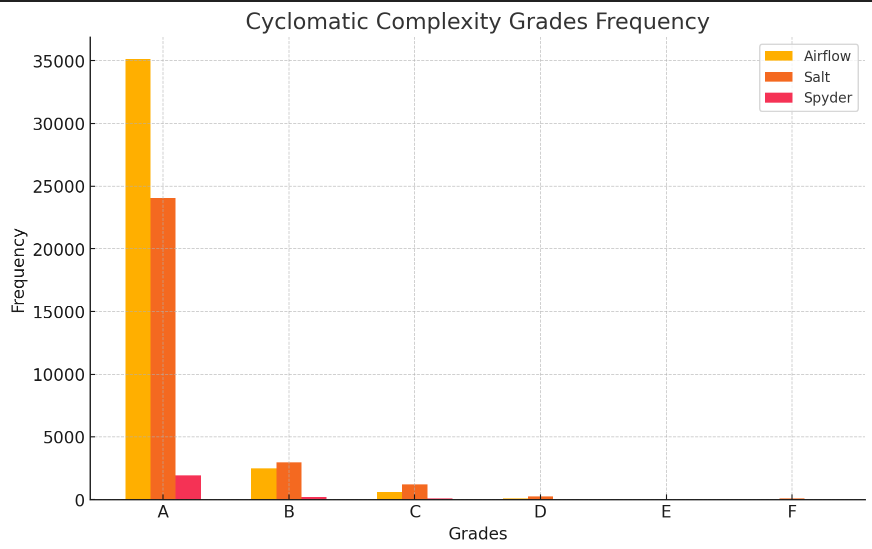 Cyclomatic Complexity Grades Frequency
Airflow
Salt
Spyder
35000
30000
25000
20000
15000
10000
5000
0
Frequency
A B C D E F
Grades